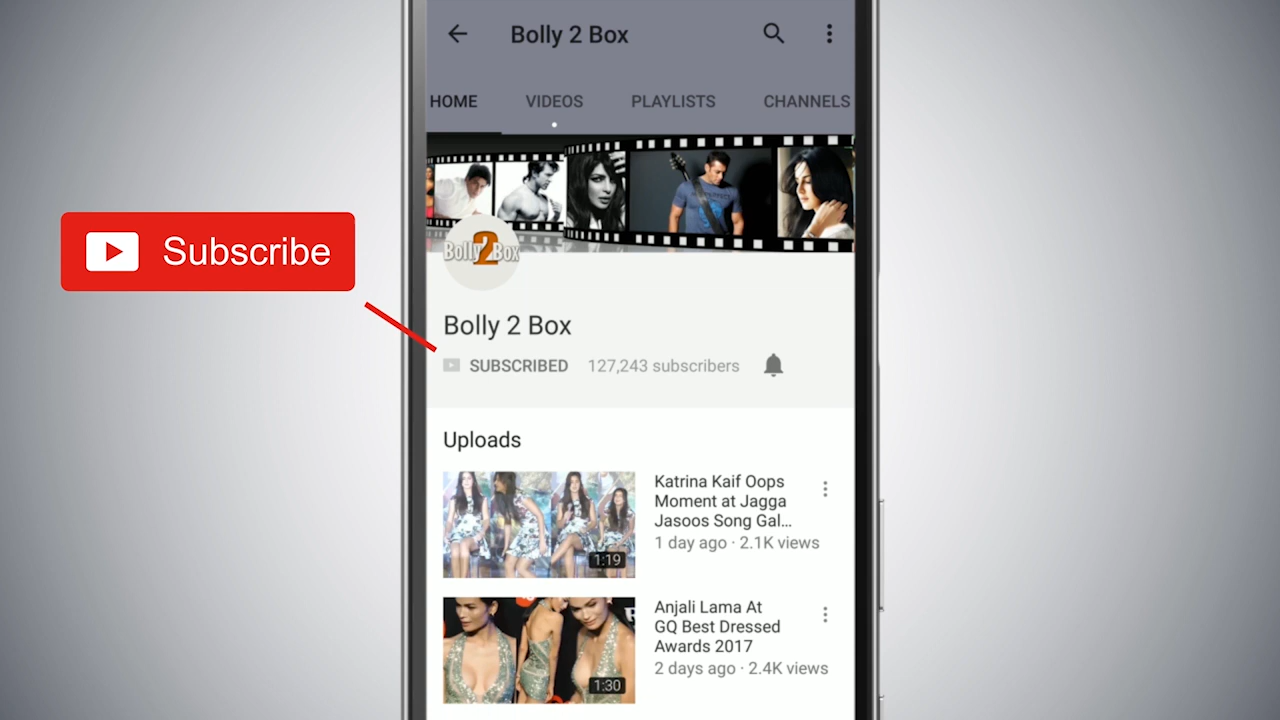 Bolly 2 Box
HOME VIDEOS PLAYLISTS CHANNELS
Bolly2Box
Subscribe
Bolly 2 Box
SUBSCRIBED 127,243 subscribers
Uploads
Katrina Kaif Oops
Moment at Jagga
Jasoos Song Gal...
1 day ago · 2.1K views
1:19
Anjali Lama At
GQ Best Dressed
Awards 2017
2 days ago · 2.4K views
1:30